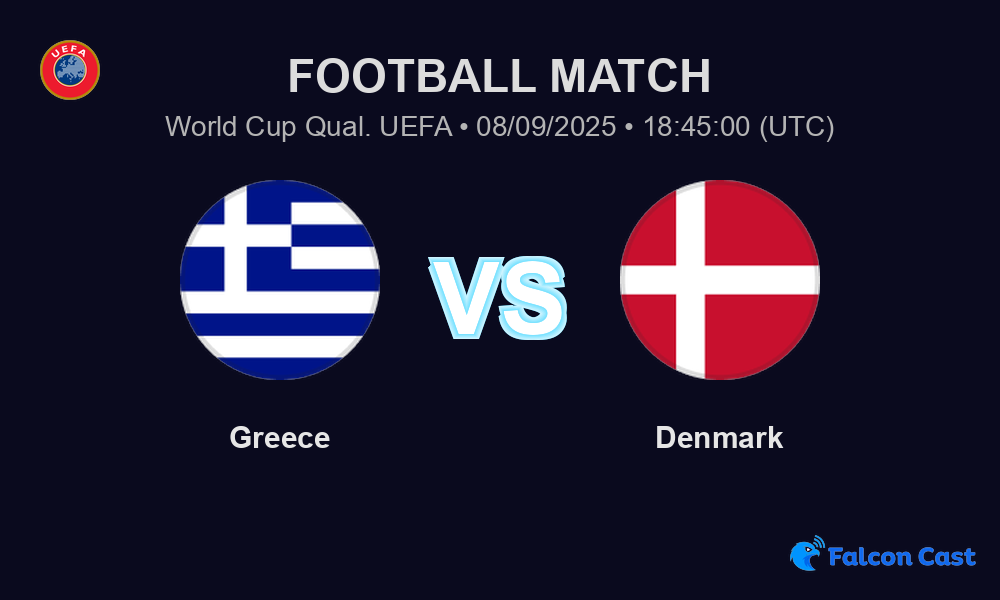 UEFA
FOOTBALL MATCH
World Cup Qual. UEFA • 08/09/2025 • 18:45:00 (UTC)
VS
Greece
Denmark
Falcon Cast